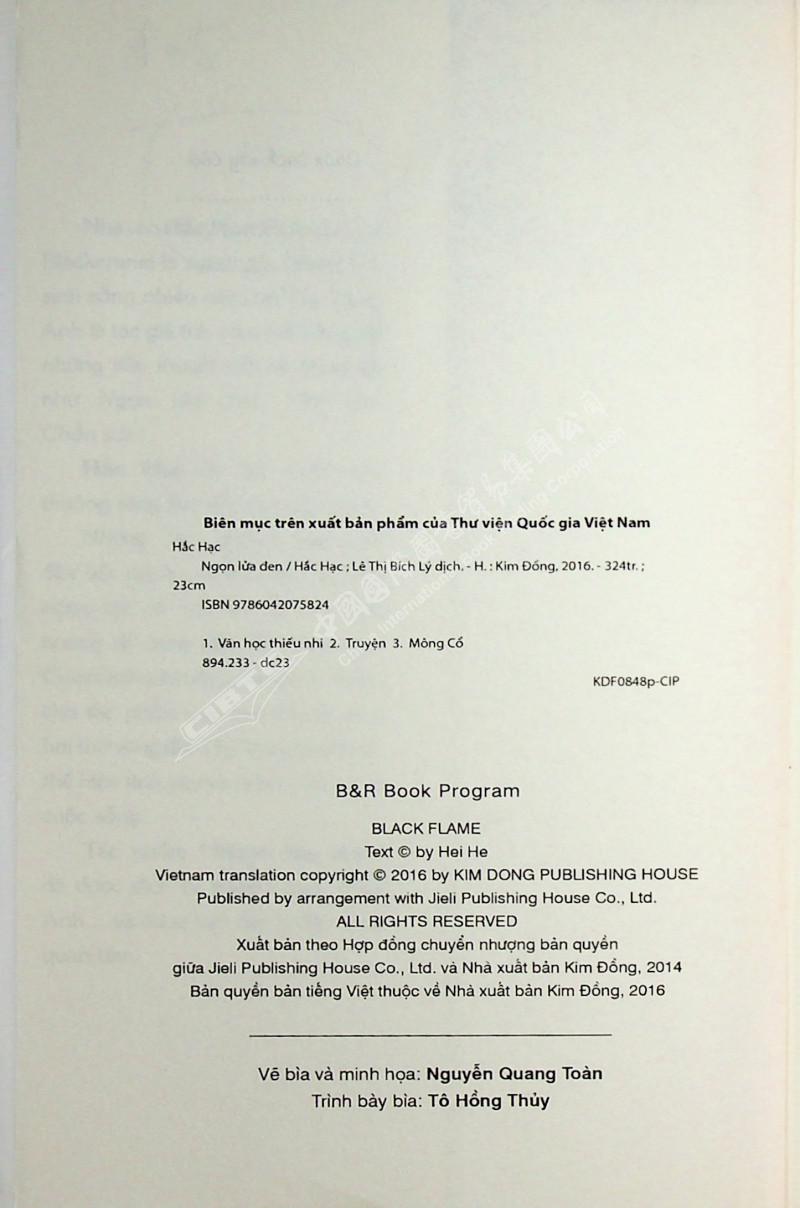 Biên mục trên xuất bản phẩm của Thư viện Quốc gia Việt Nam
Hắc Hạc
Ngọn lửa đen / Hắc Hạc ; Lê Thị Bích Lý dịch. - H. : Kim Đồng, 2016. - 324tr. ;
23cm
ISBN 9786042075824
1. Văn học thiếu nhi 2. Truyện 3. Mông Cổ
894.233 - dc23
KDF0848p-CIP
B&R Book Program
BLACK FLAME
Text © by Hei He
Vietnam translation copyright © 2016 by KIM DONG PUBLISHING HOUSE
Published by arrangement with Jieli Publishing House Co., Ltd.
ALL RIGHTS RESERVED
Xuất bản theo Hợp đồng chuyển nhượng bản quyền
giữa Jieli Publishing House Co., Ltd. và Nhà xuất bản Kim Đồng, 2014
Bản quyền bản tiếng Việt thuộc về Nhà xuất bản Kim Đồng, 2016
Vẽ bìa và minh họa: Nguyễn Quang Toàn
Trình bày bìa: Tô Hồng Thủy
CIBTC